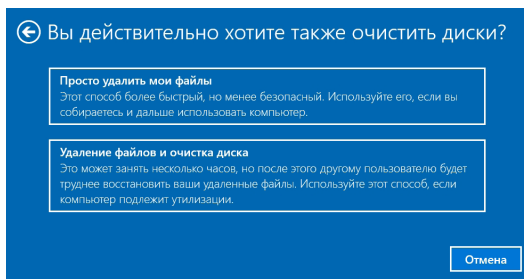 Вы действительно хотите также очистить диски?
Просто удалить мои файлы
Этот способ более быстрый, но менее безопасный. Используйте его, если вы
собираетесь и дальше использовать компьютер.
Удаление файлов и очистка диска
Это может занять несколько часов, но после этого другому пользователю будет
труднее восстановить ваши удаленные файлы. Используйте этот способ, если
компьютер подлежит утилизации.
Отмена